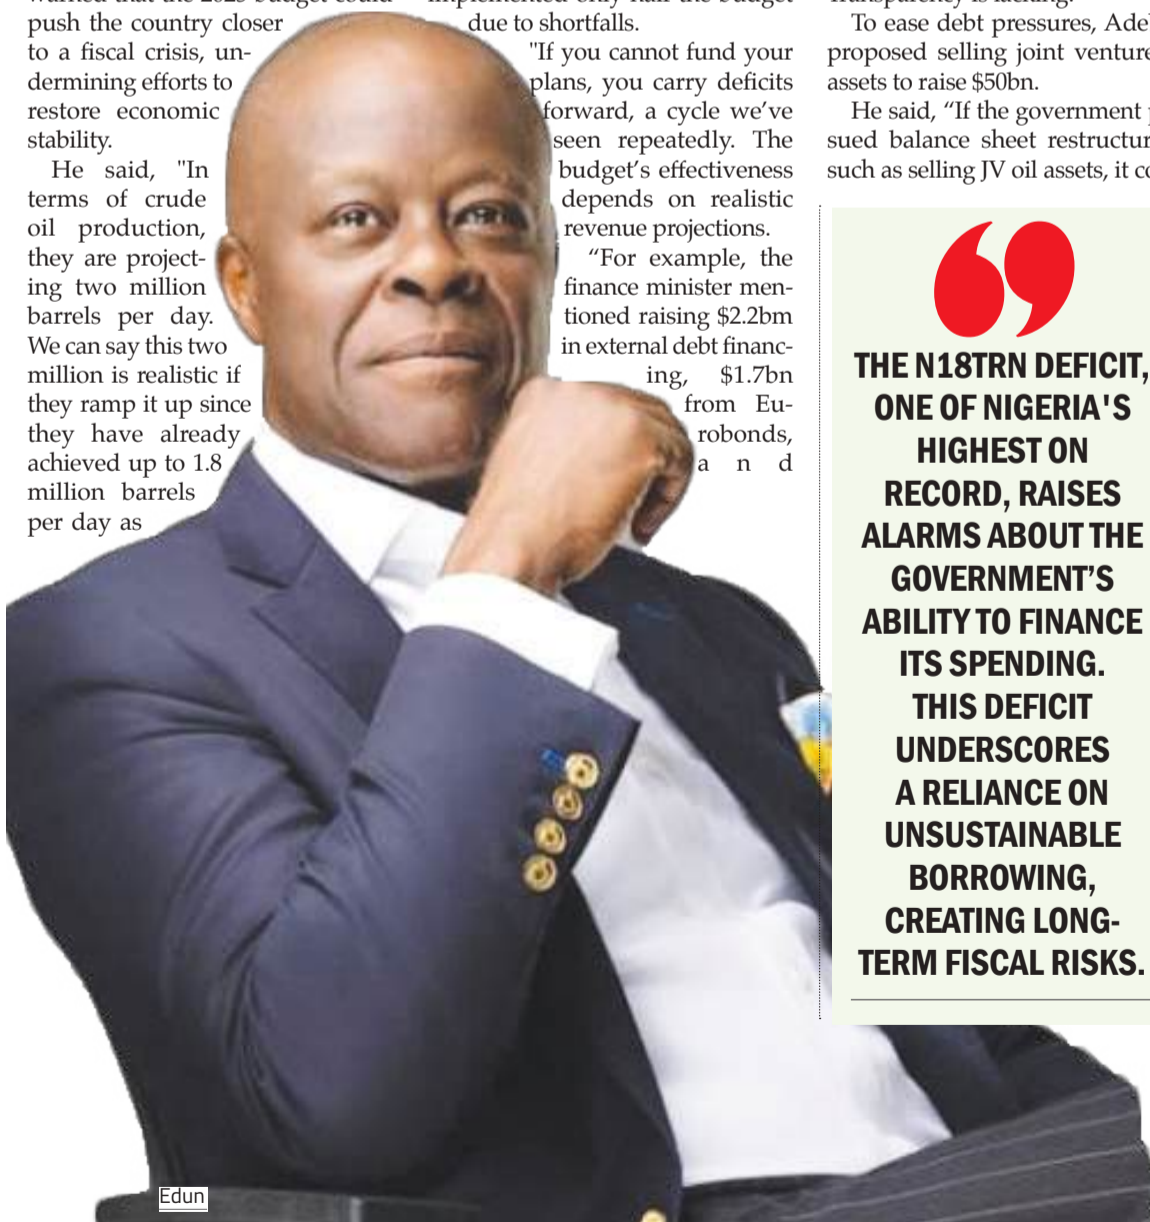 push the country closer
to a fiscal crisis, un-
dermining efforts to
restore economic
stability.
He said, "In
terms of crude
oil production,
they are project-
ing two million
barrels per day.
We can say this two
million is realistic if
they ramp it up since
they have already
achieved up to 1.8
million barrels
per day as
due to shortfalls.
"If you cannot fund your
plans, you carry deficits
forward, a cycle we’ve
seen repeatedly. The
budget’s effectiveness
depends on realistic
revenue projections.
“For example, the
finance minister men-
tioned raising $2.2bm
in external debt financ-
ing, $1.7bn
from Eu-
robonds,
a n d
To ease debt pressures, Ade
proposed selling joint venture
assets to raise $50bn.
He said, “If the government
sued balance sheet restructur
such as selling JV oil assets, it co
THE N18TRN DEFICIT,
ONE OF NIGERIA'S
HIGHEST ON
RECORD, RAISES
ALARMS ABOUT THE
GOVERNMENT’S
ABILITY TO FINANCE
ITS SPENDING.
THIS DEFICIT
UNDERSCORES
A RELIANCE ON
UNSUSTAINABLE
BORROWING,
CREATING LONG-
TERM FISCAL RISKS.
Edun